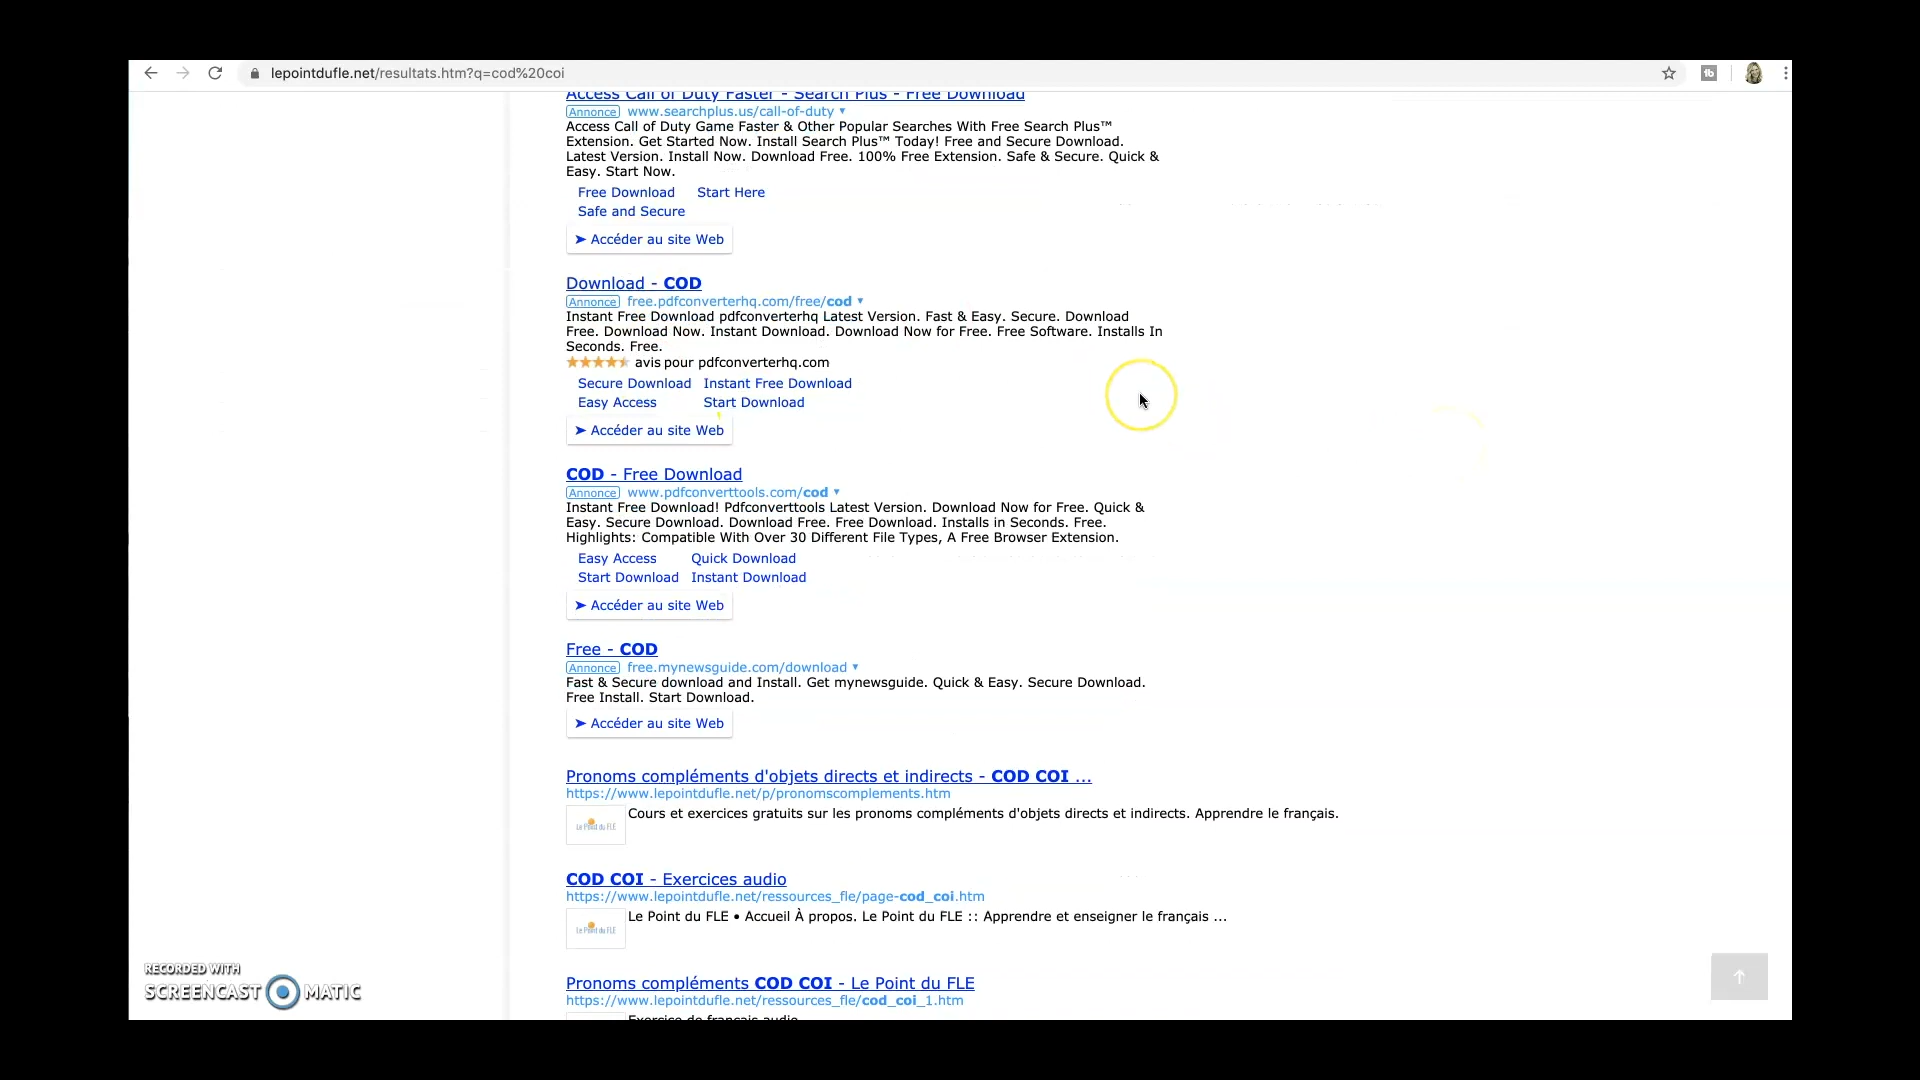 lepointdufle.net/resultats.htm?q=cod%20coi
Access Call of Duty Faster - Search Plus - Free Download
Annonce www.searchplus.us/call-of-duty
Access Call of Duty Game Faster & Other Popular Searches With Free Search Plus™
Extension. Get Started Now. Install Search Plus™ Today! Free and Secure Download.
Latest Version. Install Now. Download Free. 100% Free Extension. Safe & Secure. Quick &
Easy. Start Now.
Free Download Start Here
Safe and Secure
➤ Accéder au site Web
Download - COD
Annonce free.pdfconverterhq.com/free/cod
Instant Free Download pdfconverterhq Latest Version. Fast & Easy. Secure. Download
Free. Download Now. Instant Download. Download Now for Free. Free Software. Installs In
Seconds. Free.
avis pour pdfconverterhq.com
Secure Download Instant Free Download
Easy Access Start Download
➤ Accéder au site Web
COD - Free Download
Annonce www.pdfconverttools.com/cod
Instant Free Download! Pdfconverttools Latest Version. Download Now for Free. Quick &
Easy. Secure Download. Download Free. Free Download. Installs in Seconds. Free.
Highlights: Compatible With Over 30 Different File Types, A Free Browser Extension.
Easy Access Quick Download
Start Download Instant Download
➤ Accéder au site Web
Free - COD
Annonce free.mynewsguide.com/download
Fast & Secure download and Install. Get mynewsguide. Quick & Easy. Secure Download.
Free Install. Start Download.
➤ Accéder au site Web
Pronoms compléments d'objets directs et indirects - COD COI ...
https://www.lepointdufle.net/p/pronomscomplements.htm
Le Point du FLE
Cours et exercices gratuits sur les pronoms compléments d'objets directs et indirects. Apprendre le français.
COD COI - Exercices audio
https://www.lepointdufle.net/ressources_fle/page-cod_coi.htm
Le Point du FLE
Le Point du FLE • Accueil À propos. Le Point du FLE :: Apprendre et enseigner le français ...
Pronoms compléments COD COI - Le Point du FLE
https://www.lepointdufle.net/ressources_fle/cod_coi_1.htm
Exercice de français audio
RECORDED WITH
SCREENCAST MATIC